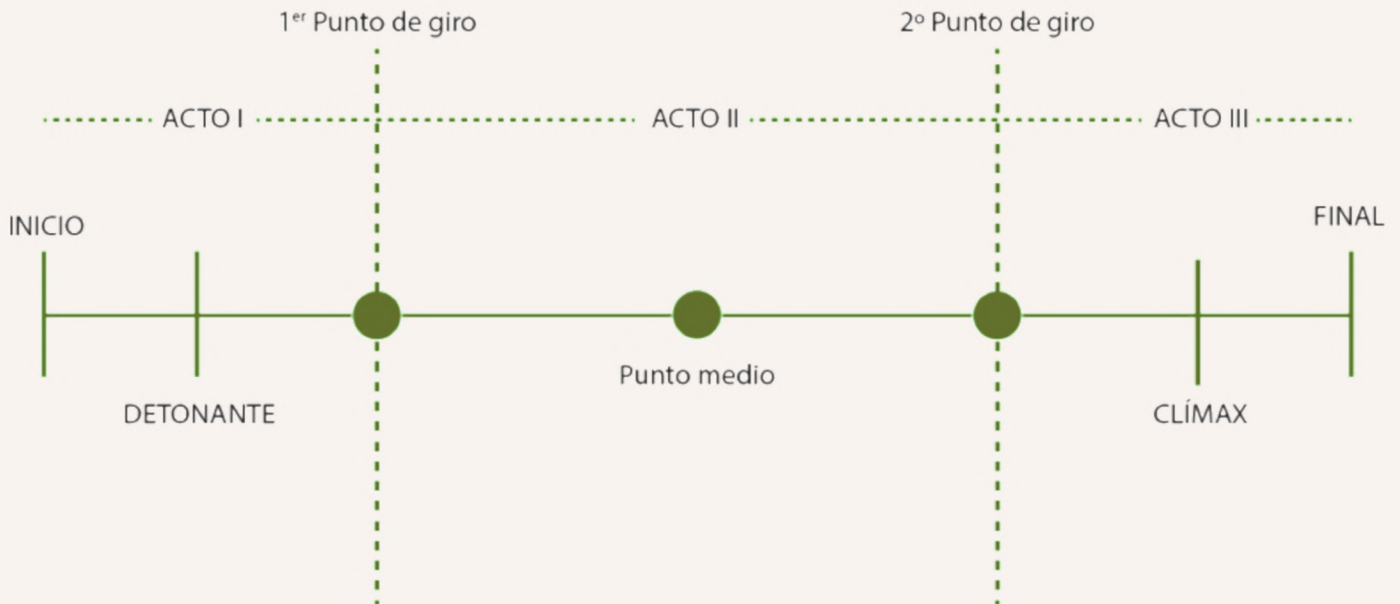 1er Punto de giro
2º Punto de giro
ACTO I
ACTO II
ACTO III
INICIO
FINAL
Punto medio
DETONANTE
CLÍMAX